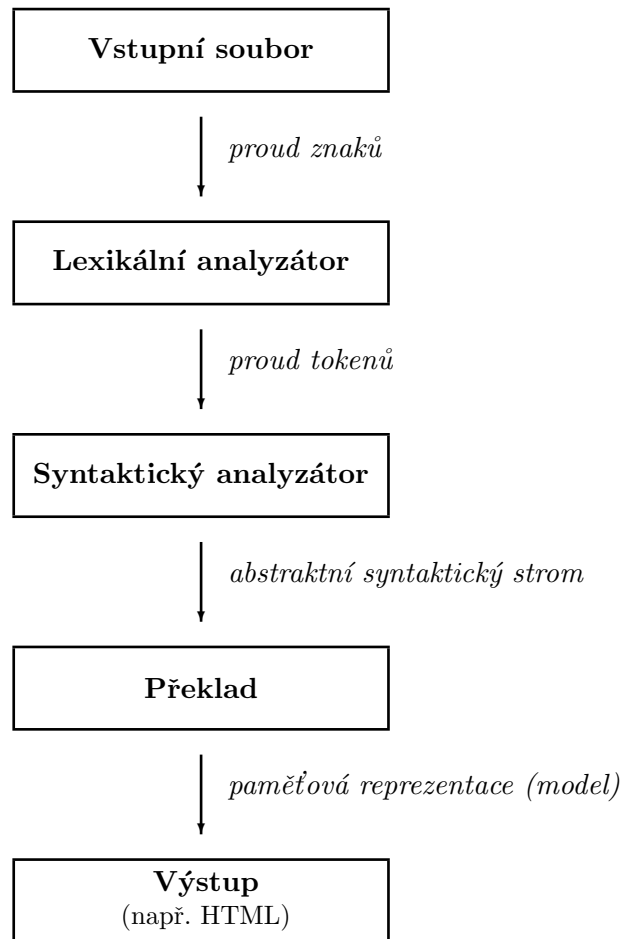 Vstupní soubor
proud znaků
Lexikální analyzátor
proud tokenů
Syntaktický analyzátor
abstraktní syntaktický strom
Překlad
paměťová reprezentace (model)
Výstup
(např. HTML)